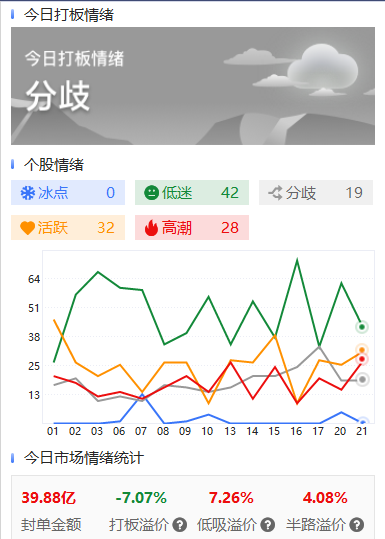 今日打板情绪
今日打板情绪
分歧
个股情绪
冰点 0 低迷 42 分歧 19
活跃 32 高潮 28
64
51
38
25
13
01 02 03 06 07 08 09 10 13 14 15 16 17 20 21
今日市场情绪统计
39.88亿 -7.07% 7.26% 4.08%
封单金额 打板溢价 ? 低吸溢价 ? 半路溢价 ?